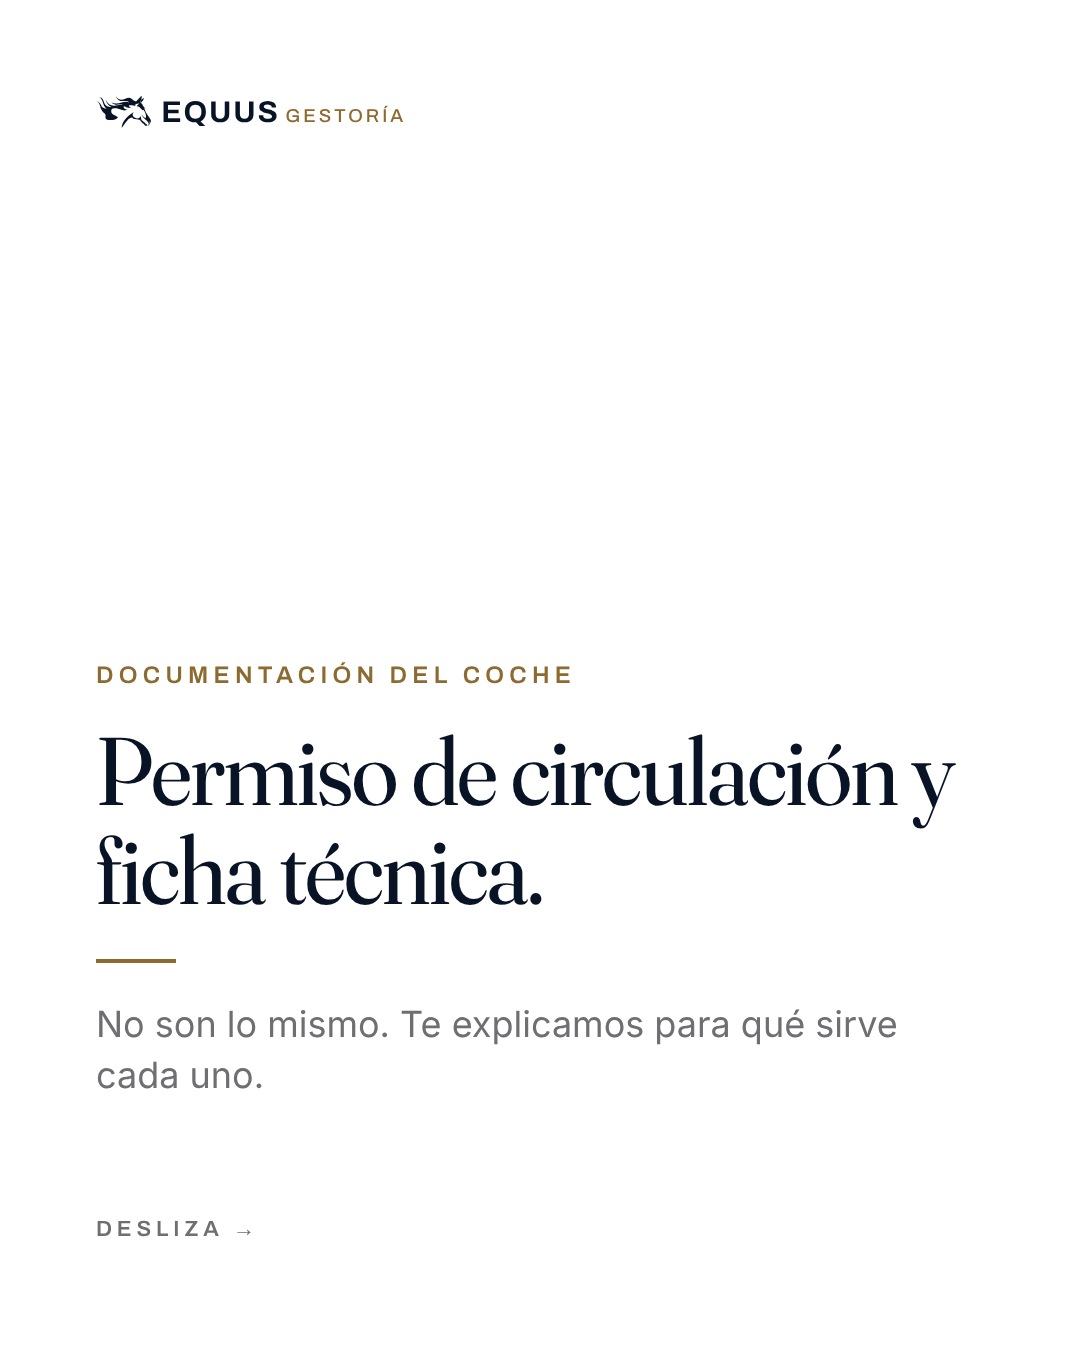 EQUUS GESTORÍA
DOCUMENTACIÓN DEL COCHE
Permiso de circulación y
ficha técnica.
No son lo mismo. Te explicamos para qué sirve
cada uno.
DESLIZA →